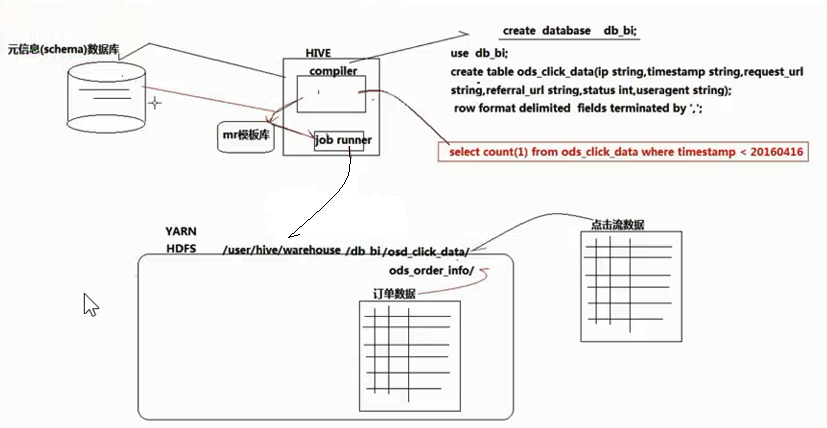 元信息(schema)数据库
HIVE
compiler
mr模板库
job runner
create database db_bi;
use db_bi;
create table ods_click_data(ip string,timestamp string,request_url
string,referral_url string,status int,useragent string);
row format delimited fields terminated by ',';
select count(1) from ods_click_data where timestamp < 20160416
YARN
HDFS
/user/hive/warehouse /db_bi /osd_click_data/
ods_order_info/
订单数据
点击流数据